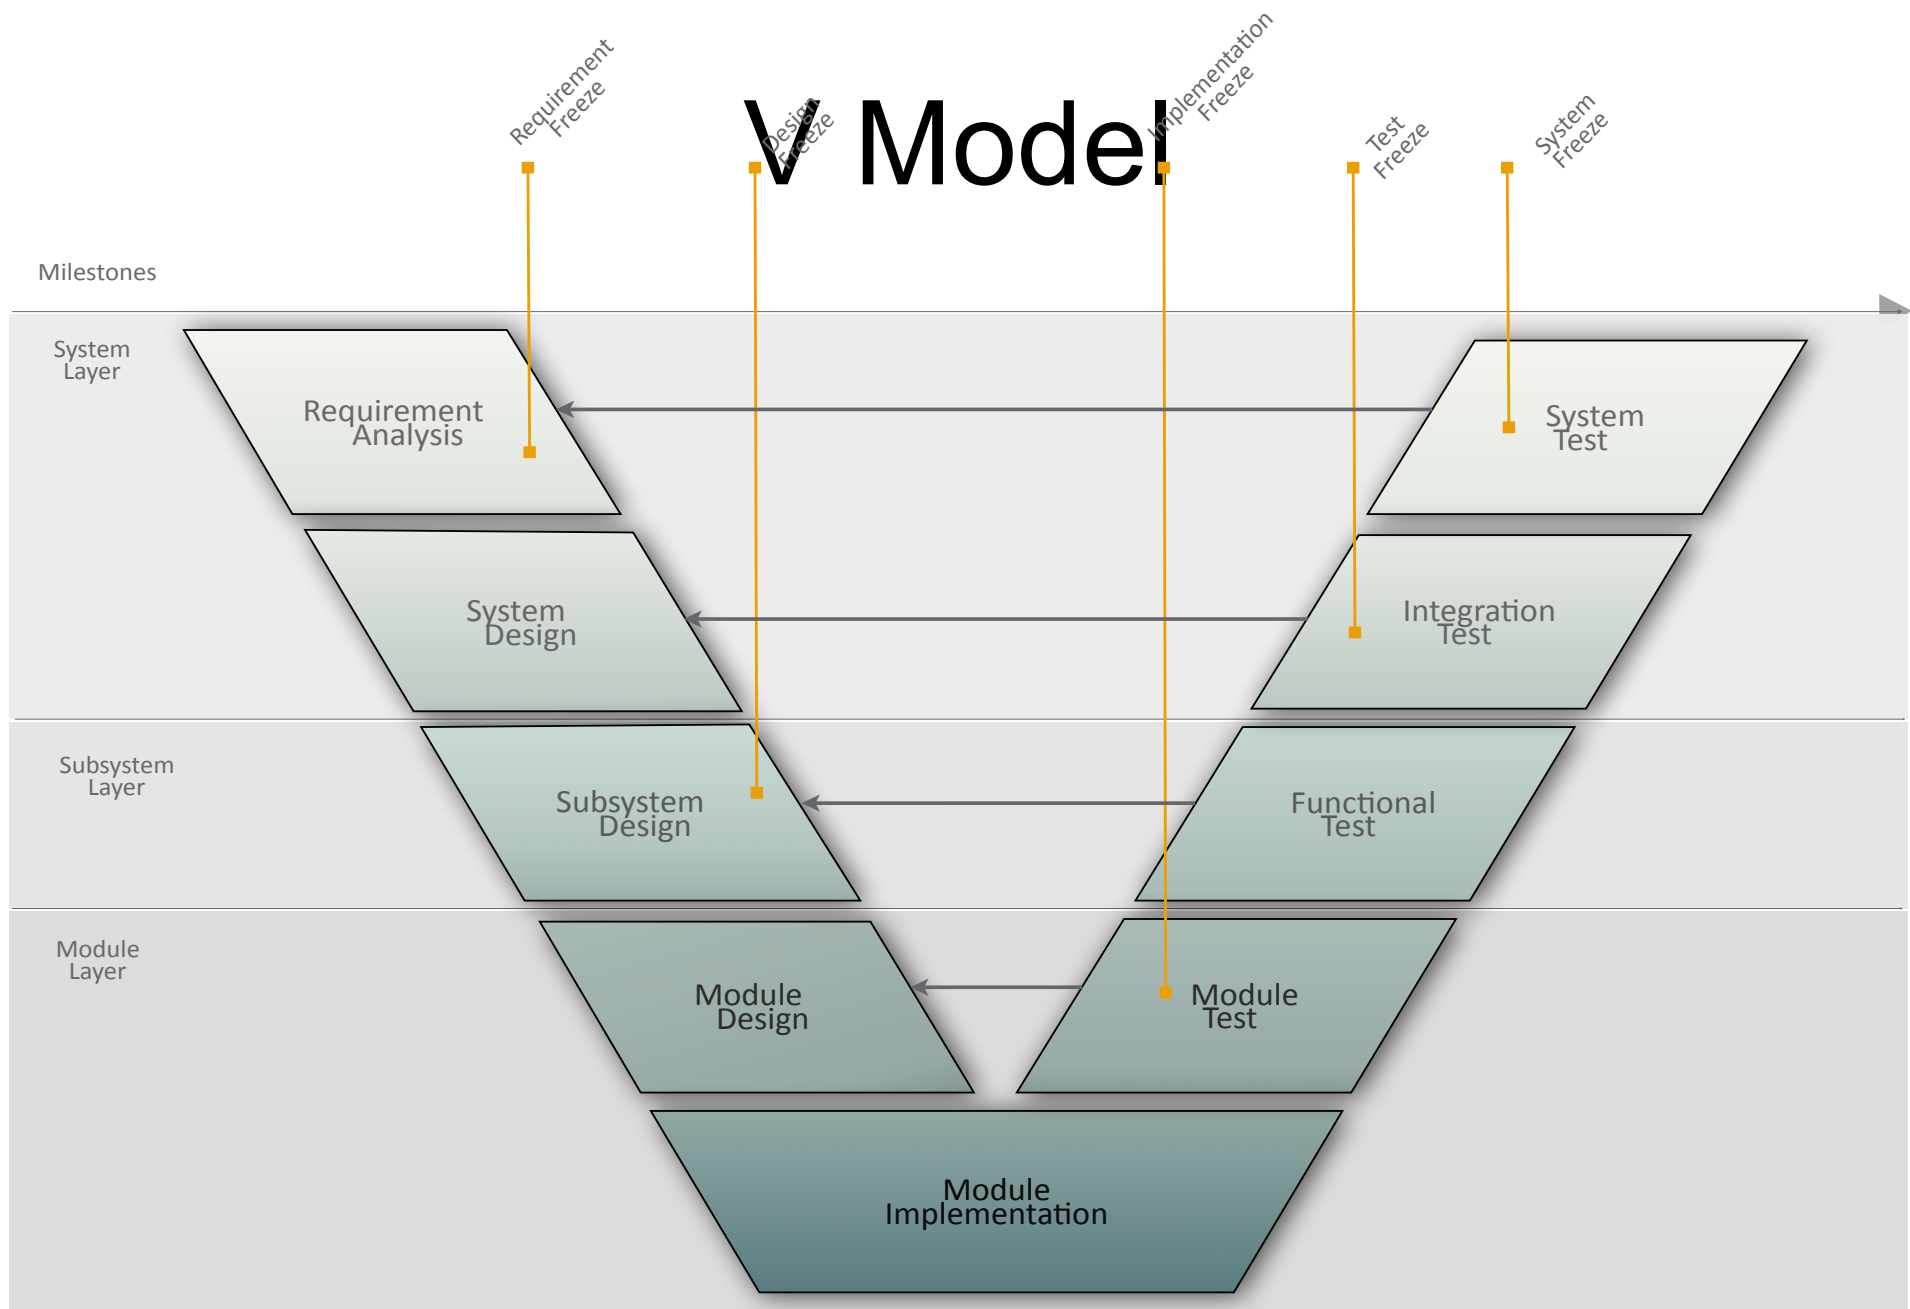 Requirement
Freeze
Design
Freeze
Implementation
Freeze
Test
Freeze
System
Freeze
V Model
Milestones
System
Layer
Requirement
Analysis
System
Test
System
Design
Integration
Test
Subsystem
Layer
Subsystem
Design
Functional
Test
Module
Layer
Module
Design
Module
Test
Module
Implementation